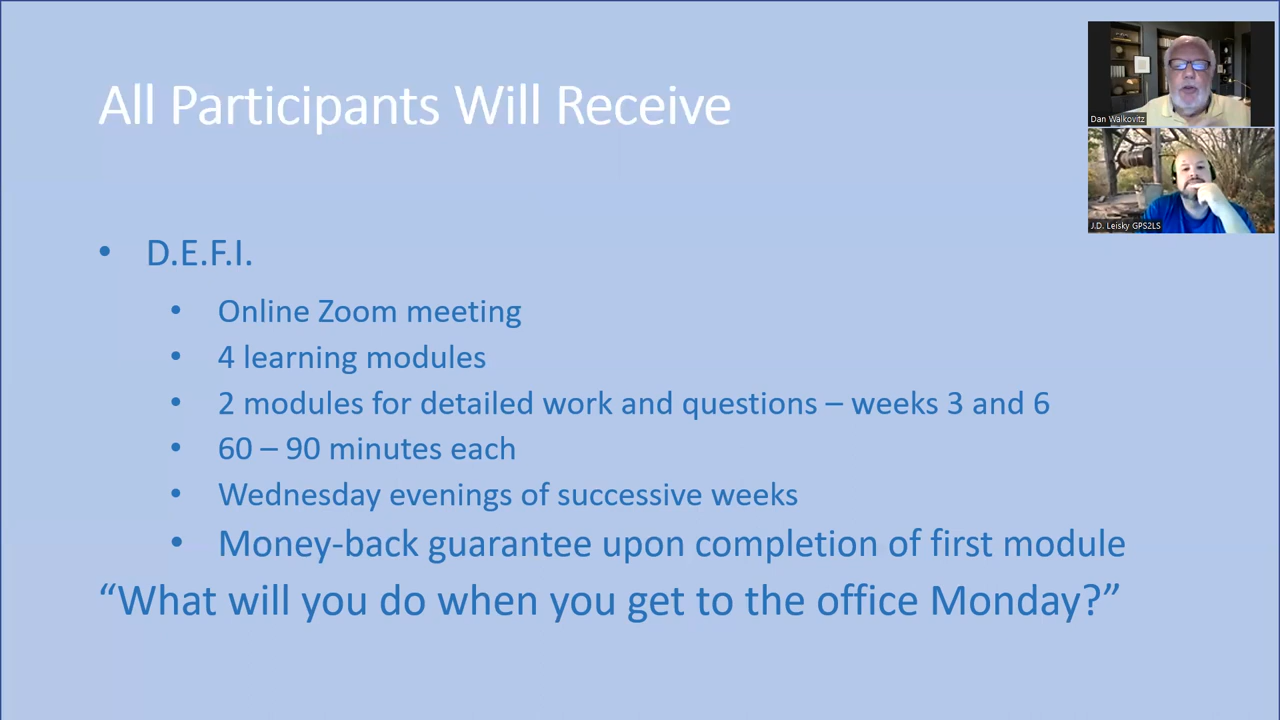 All Participants Will Receive
Dan Walkovitz
J.D. Leisky GPS2LS
• D.E.F.I.
• Online Zoom meeting
• 4 learning modules
• 2 modules for detailed work and questions – weeks 3 and 6
• 60 – 90 minutes each
• Wednesday evenings of successive weeks
• Money-back guarantee upon completion of first module
“What will you do when you get to the office Monday?”